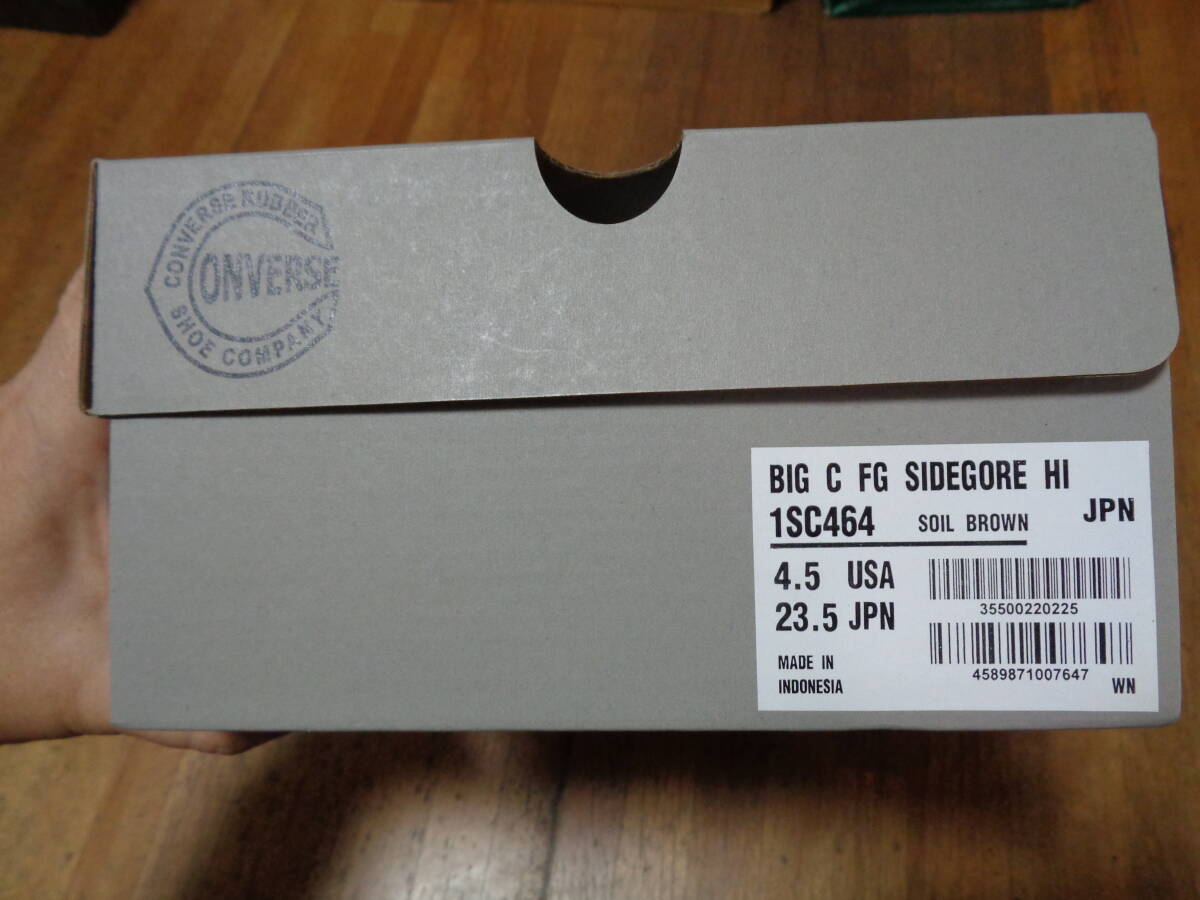 CONVERSE RUBBER
CONVERSE
SHOE COMPANY
BIG C FG SIDEGORE HI
1SC464 SOIL BROWN JPN
4.5 USA
23.5 JPN
35500220225
4589871007647
MADE IN
INDONESIA
WN